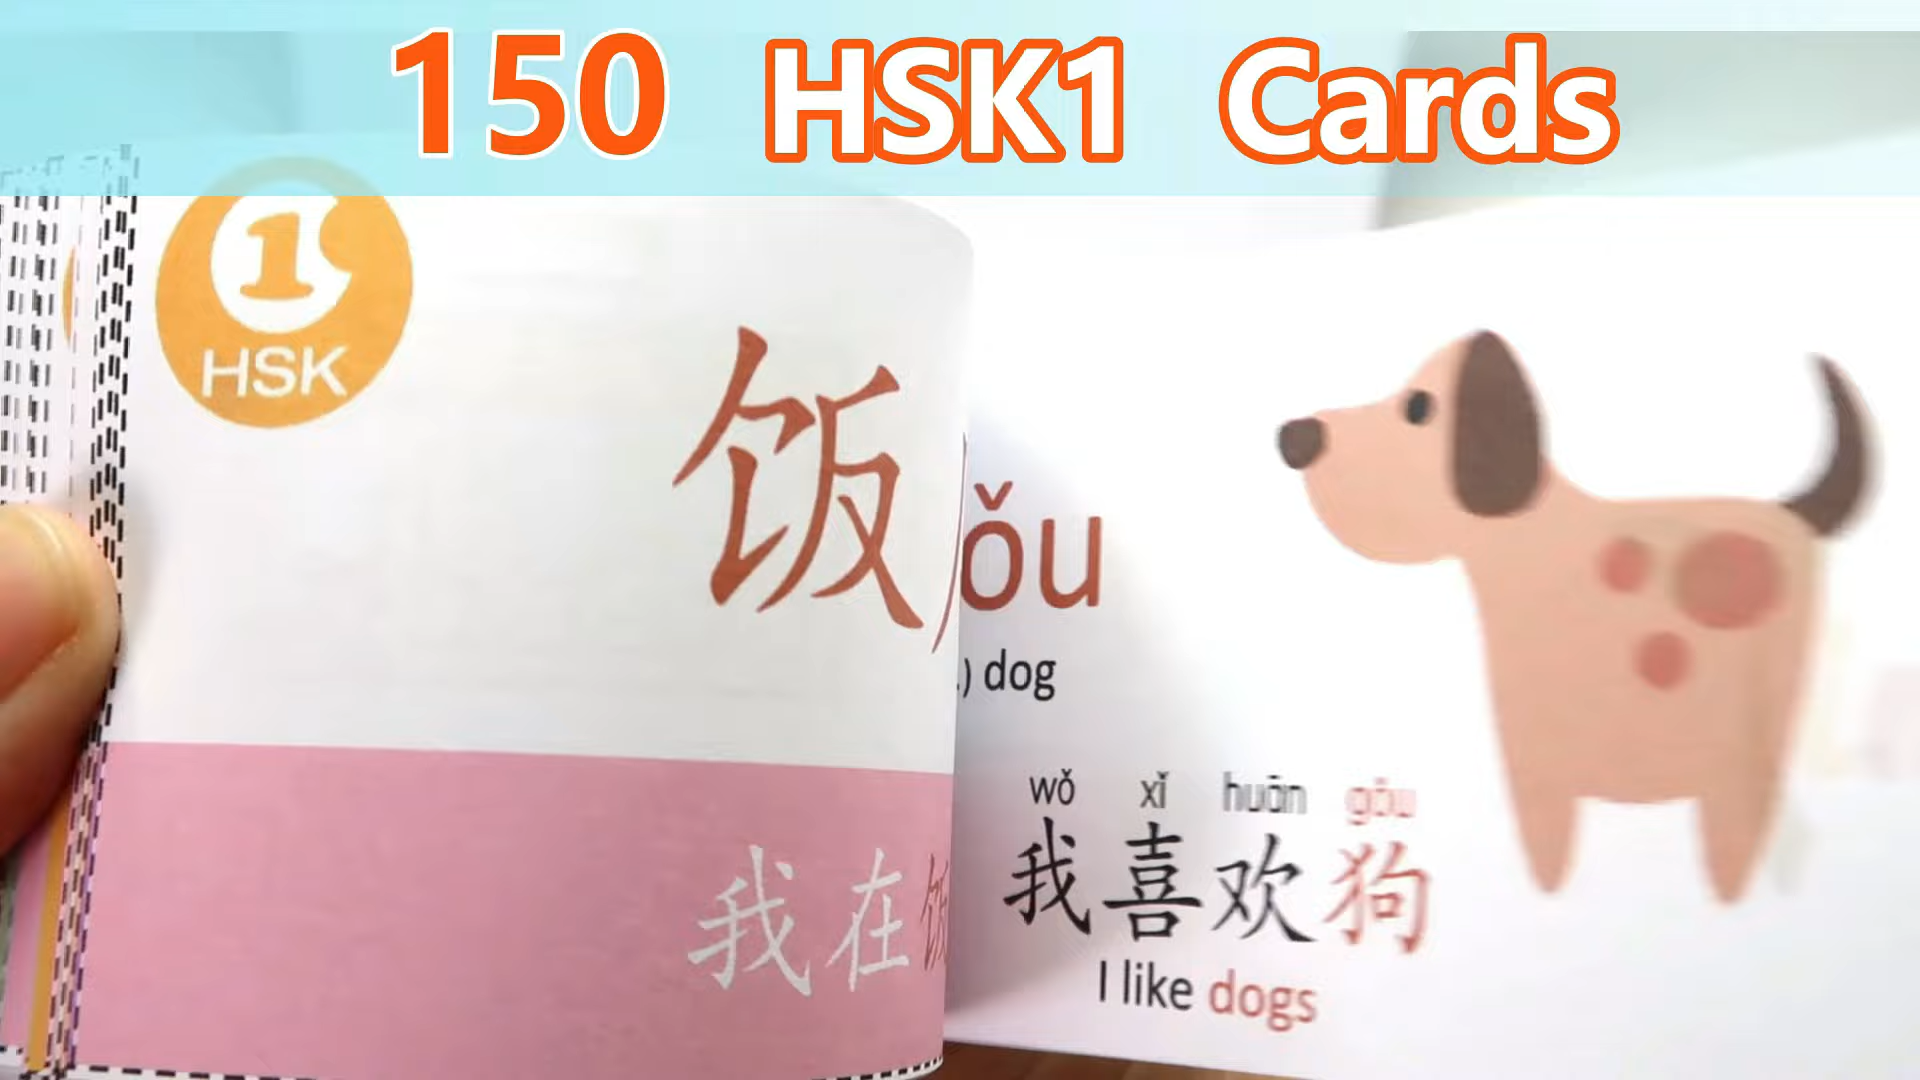 150 HSK1 Cards
1
HSK
饭
ǒu
.) dog
wǒ xǐ huān gǒu
我喜欢狗
I like dogs
我在饭